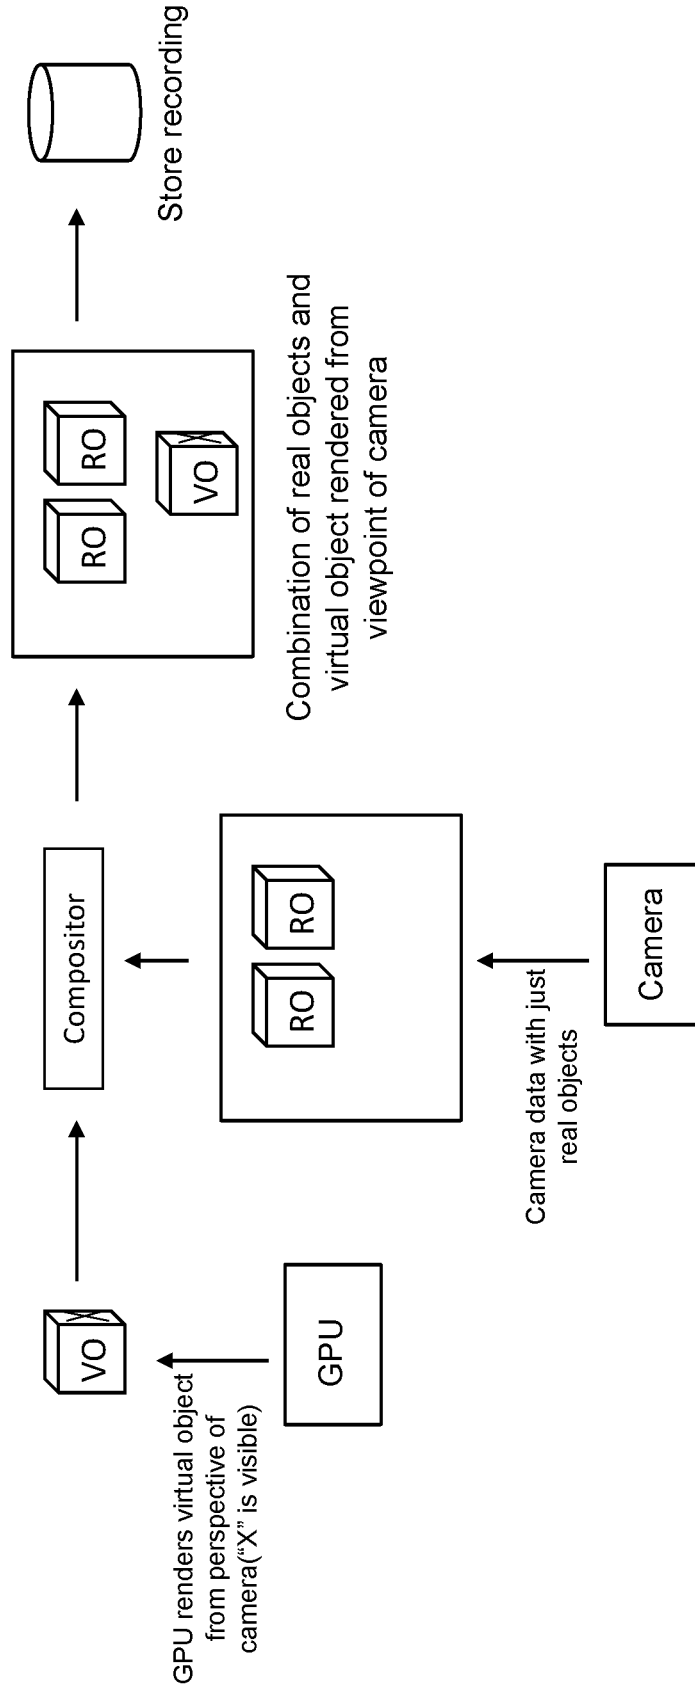 VO
GPU renders virtual object
from perspective of
camera("X" is visible)
GPU
Compositor
RO
RO
Camera data with just
real objects
Camera
RO
RO
VO
Combination of real objects and
virtual object rendered from
viewpoint of camera
Store recording